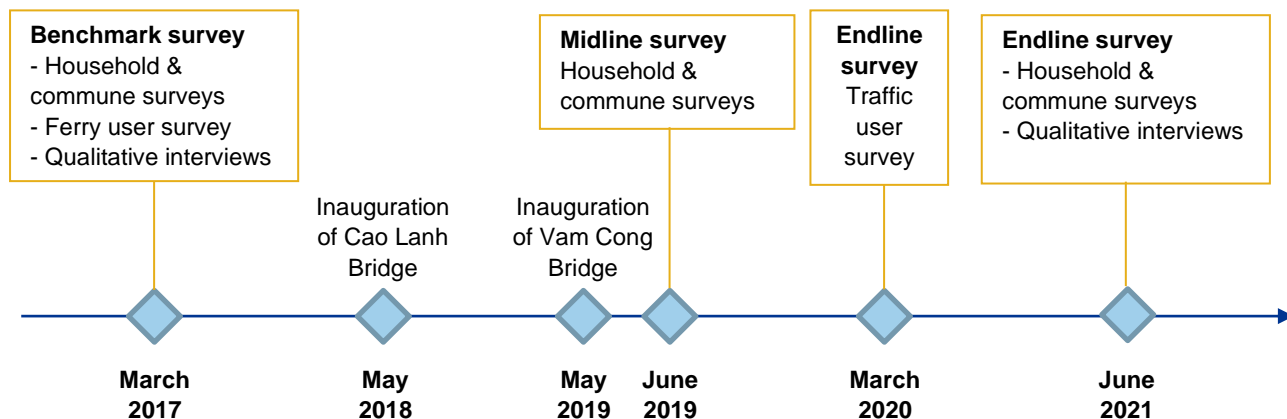 Benchmark survey
- Household &
commune surveys
- Ferry user survey
- Qualitative interviews
Midline survey
Household &
commune surveys
Endline
survey
Traffic
user
survey
Endline survey
- Household &
commune surveys
- Qualitative interviews
Inauguration
of Cao Lanh
Bridge
Inauguration
of Vam Cong
Bridge
March
2017
May
2018
May
2019
June
2019
March
2020
June
2021